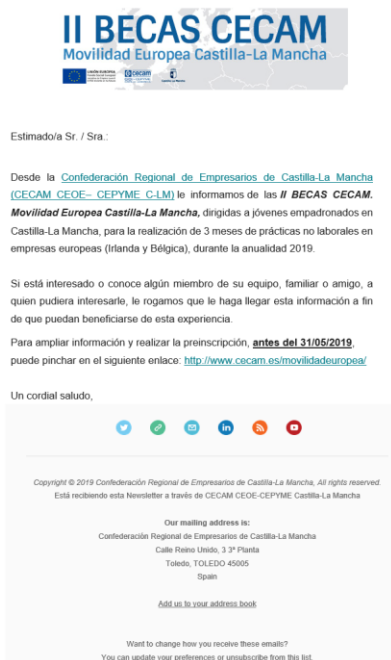 II BECAS CECAM
Movilidad Europea Castilla-La Mancha
UNIÓN EUROPEA
cecam
Estimado/a Sr. / Sra.:
Desde la Confederación Regional de Empresarios de Castilla-La Mancha
(CECAM CEOE– CEPYME C-LM) le informamos de las II BECAS CECAM.
Movilidad Europea Castilla-La Mancha, dirigidas a jóvenes empadronados en
Castilla-La Mancha, para la realización de 3 meses de prácticas no laborales en
empresas europeas (Irlanda y Bélgica), durante la anualidad 2019.
Si está interesado o conoce algún miembro de su equipo, familiar o amigo, a
quien pudiera interesarle, le rogamos que le haga llegar esta información a fin
de que puedan beneficiarse de esta experiencia.
Para ampliar información y realizar la preinscripción, antes del 31/05/2019,
puede pinchar en el siguiente enlace: http://www.cecam.es/movilidadeuropea/
Un cordial saludo,
in
Copyright © 2019 Confederación Regional de Empresarios de Castilla-La Mancha, All rights reserved.
Está recibiendo esta Newsletter a través de CECAM CEOE-CEPYME Castilla-La Mancha
Our mailing address is:
Confederación Regional de Empresarios de Castilla-La Mancha
Calle Reino Unido, 3 3ª Planta
Toledo, TOLEDO 45005
Spain
Add us to your address book
Want to change how you receive these emails?
You can update your preferences or unsubscribe from this list.